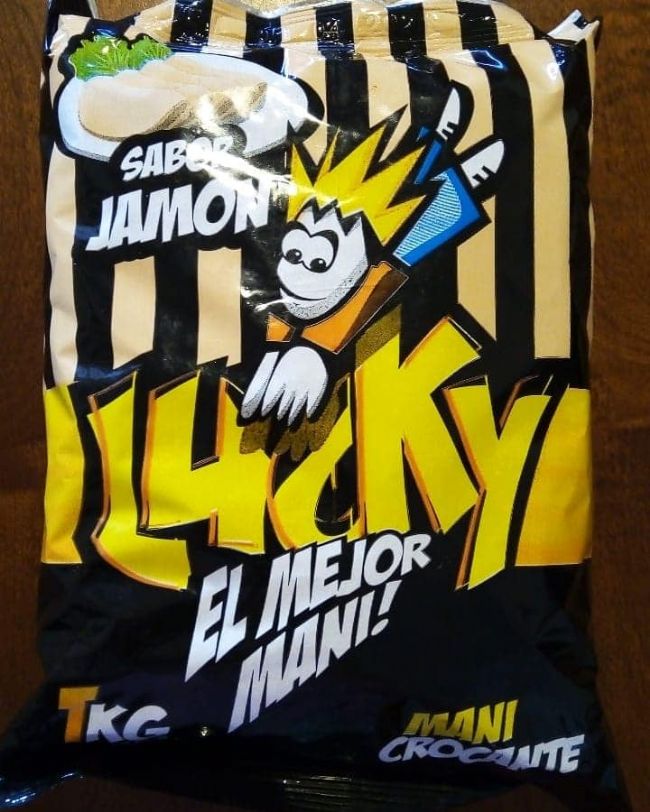 SABOR
JAMON
LUCKY
EL MEJOR
MANI!
1KG
MANI
CROCANTE